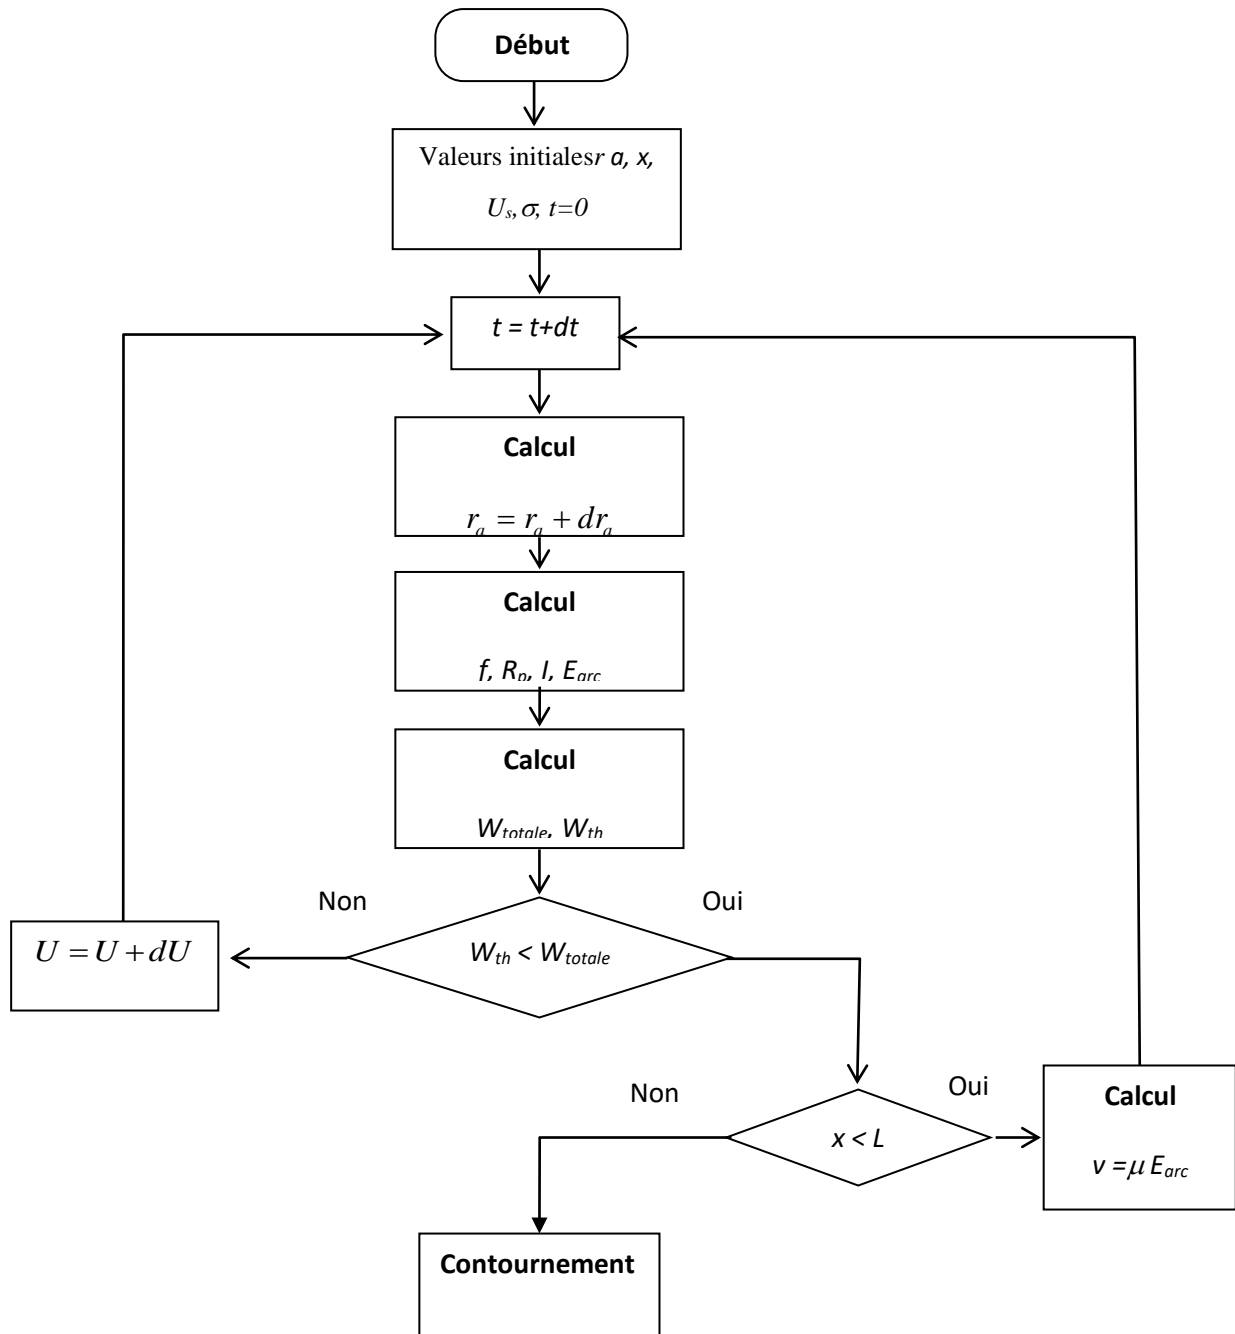 Début
Valeurs initialesr a, x,
Us, σ, t=0
t = t+dt
Calcul
ra = ra + dra
Calcul
f, Rp, I, Earc
Calcul
Wtotale, Wth
Non
Oui
U = U + dU
Wth < Wtotale
Non
Oui
x < L
Calcul
v =μ Earc
Contournement